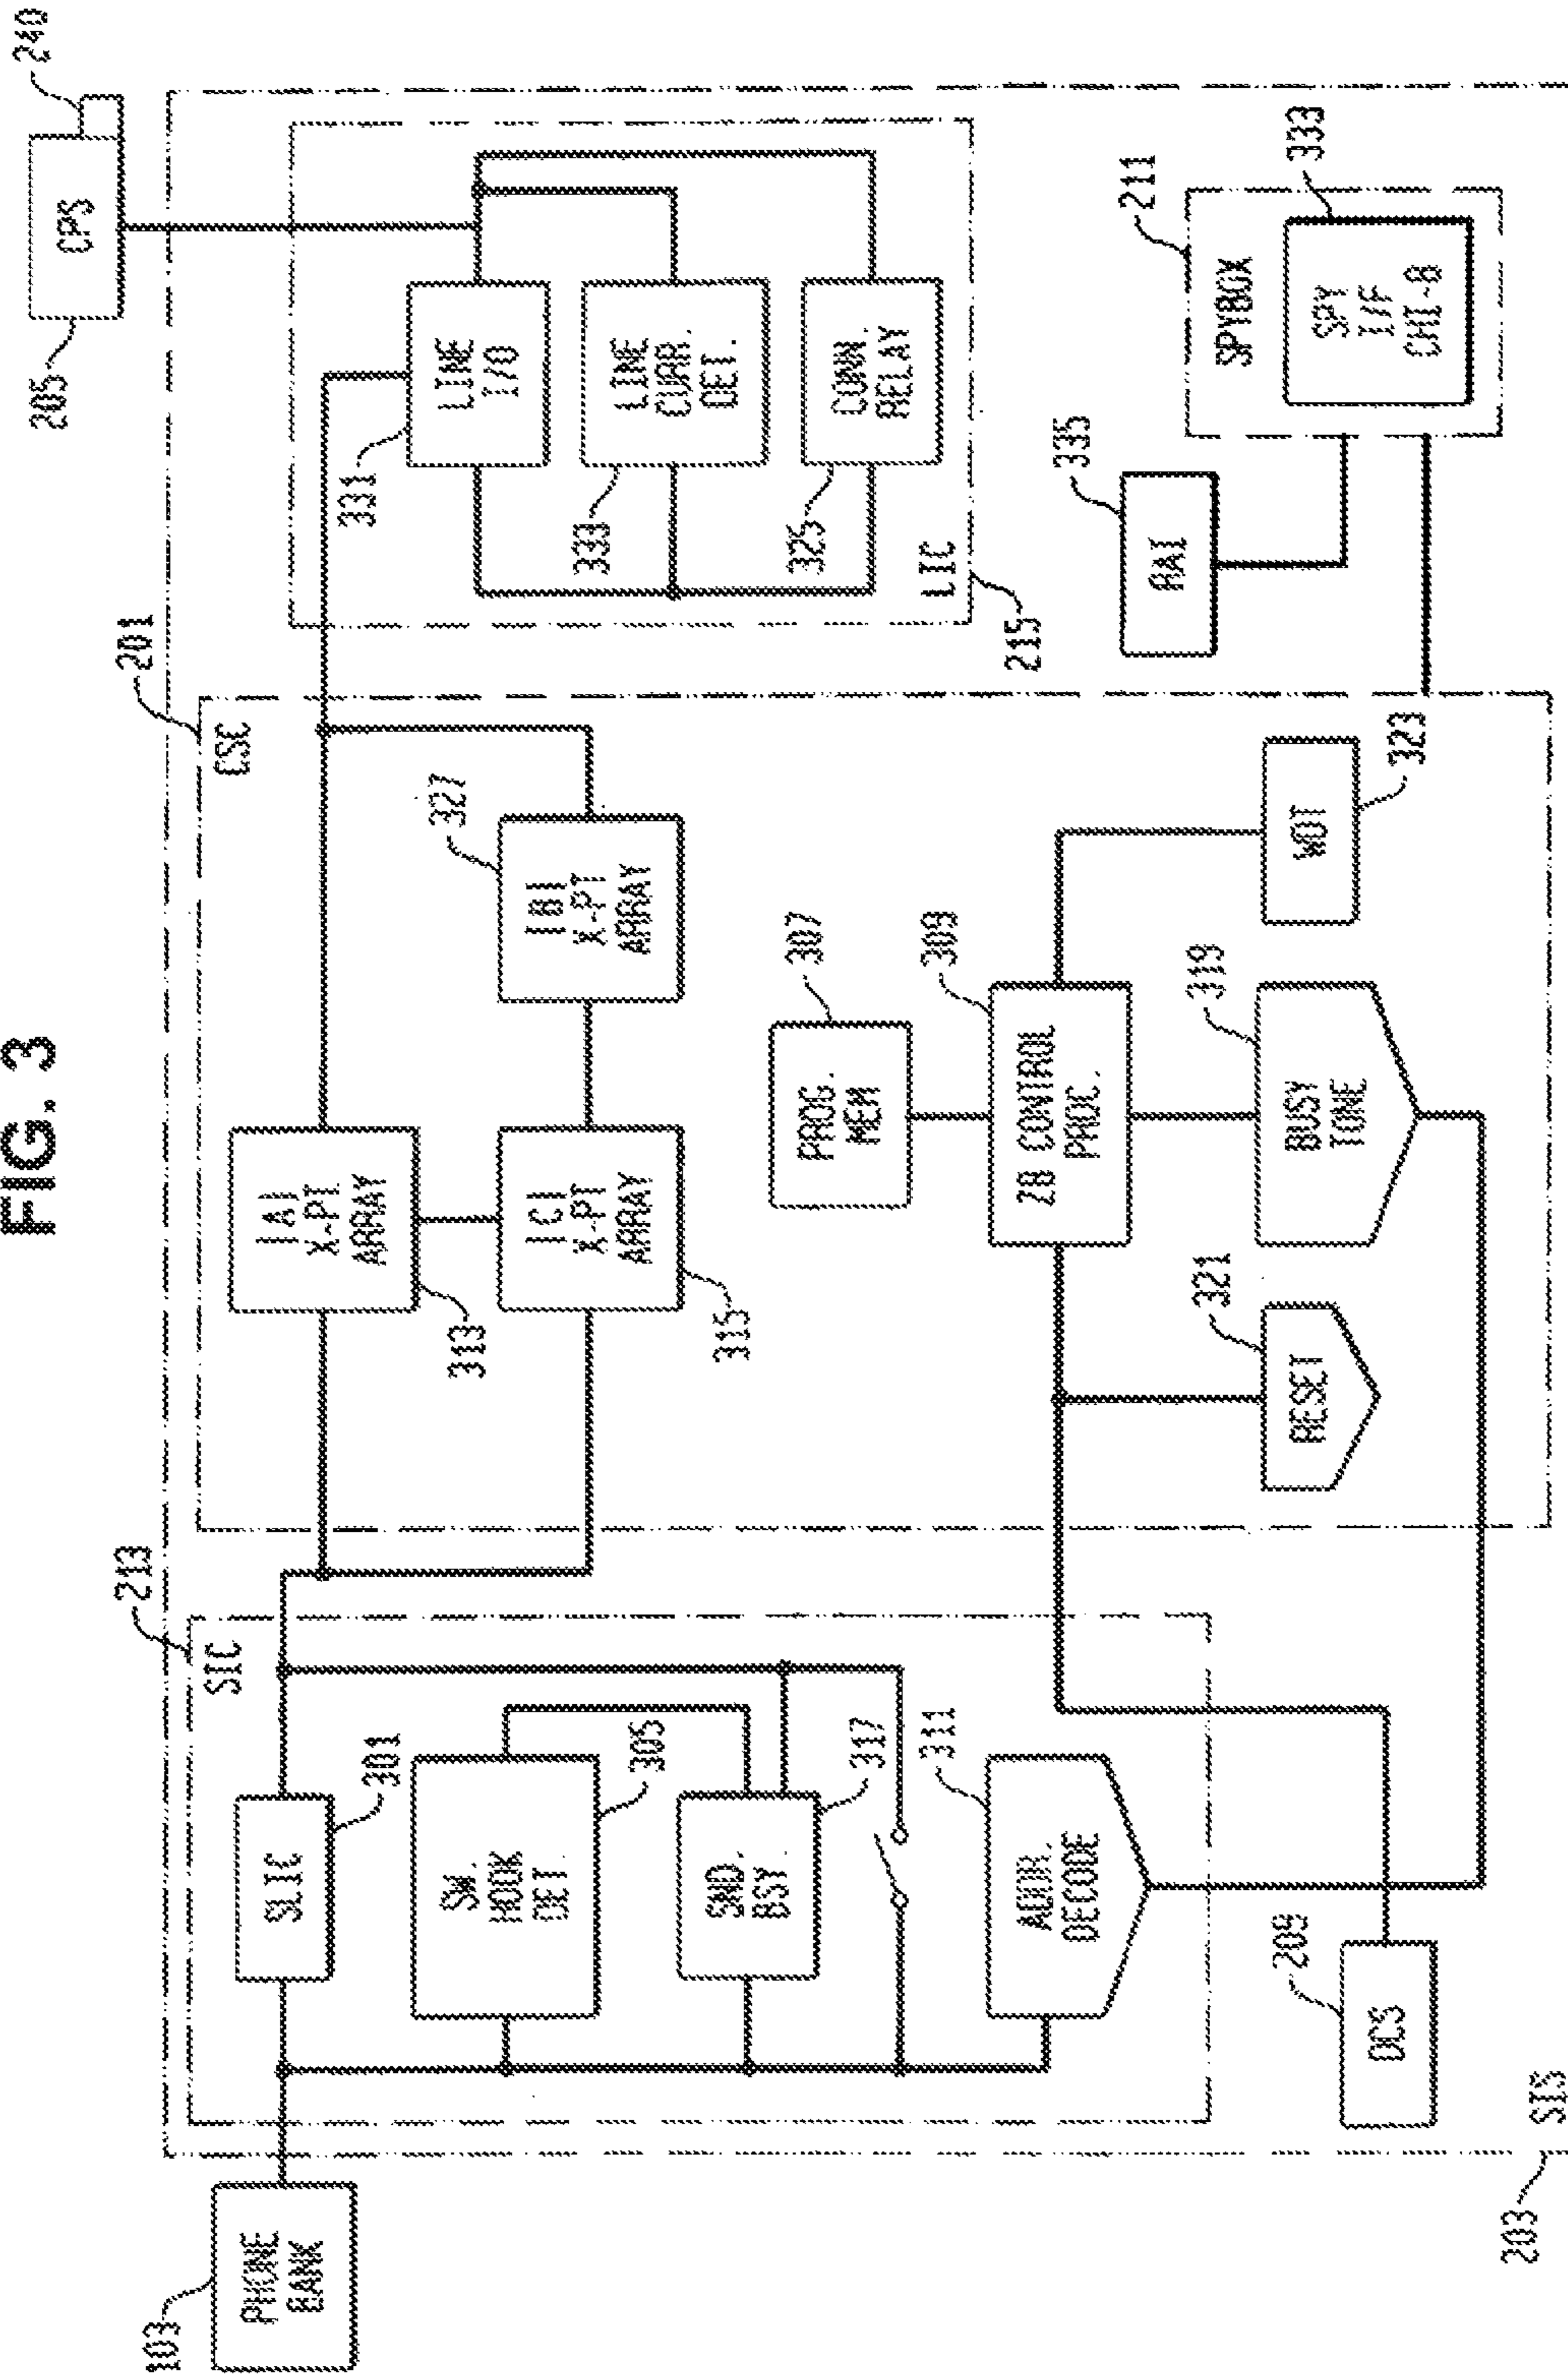 FIG. 3
103
PHONE
BANK
213
SIC
SLIC
301
SW.
HOOK
DET.
305
SND.
BSY.
317
ADDR.
DECODE
311
209
DCS
203
SIS
201
CSC
|A|
X-PT
ARRAY
313
|C|
X-PT
ARRAY
315
|B|
X-PT
ARRAY
327
PROG.
MEM
307
2B CONTROL
PROC.
309
RESET
321
BUSY
TONE
319
WDT
323
205
CPS
240
LINE
I/O
331
LINE
CURR.
DET.
333
CONN.
RELAY
325
LIC
215
RAI
335
211
SPYBOX
SPY
I/F
CHI-8
333